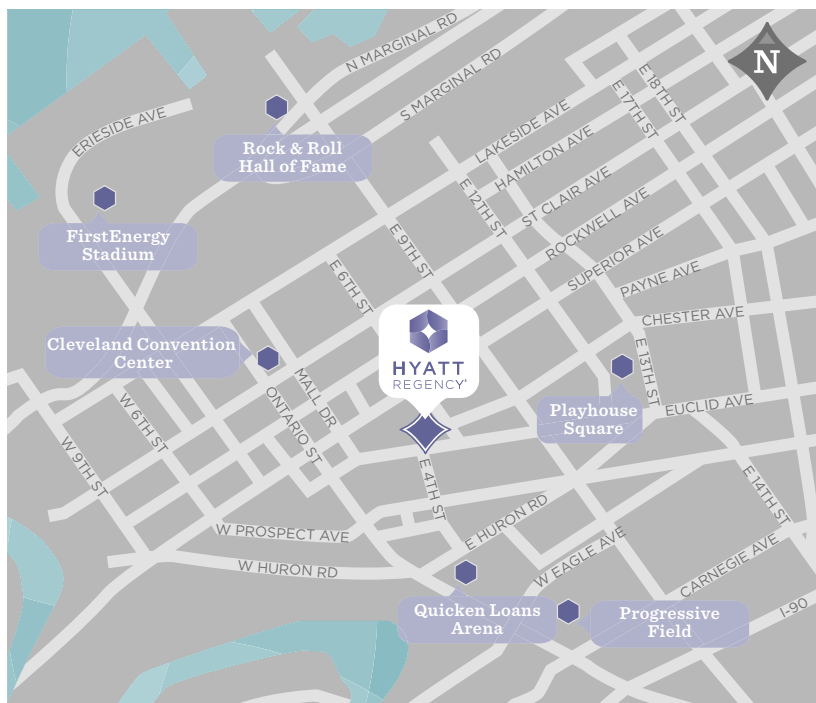 N MARGINAL RD
S MARGINAL RD
N
E 18TH ST
E 17TH ST
ERIESIDE AVE
LAKESIDE AVE
Rock & Roll
Hall of Fame
HAMILTON AVE
E 12TH ST
ST CLAIR AVE
ROCKWELL AVE
FirstEnergy
Stadium
E 9TH ST
SUPERIOR AVE
E 6TH ST
PAYNE AVE
CHESTER AVE
Cleveland Convention
Center
HYATT
REGENCY
E 13TH ST
MALL DR
EUCLID AVE
Playhouse
Square
W 6TH ST
ONTARIO ST
W 9TH ST
E 4TH ST
E 14TH ST
W PROSPECT AVE
E HURON RD
W HURON RD
W EAGLE AVE
CARNEGIE AVE
I-90
Quicken Loans
Arena
Progressive
Field